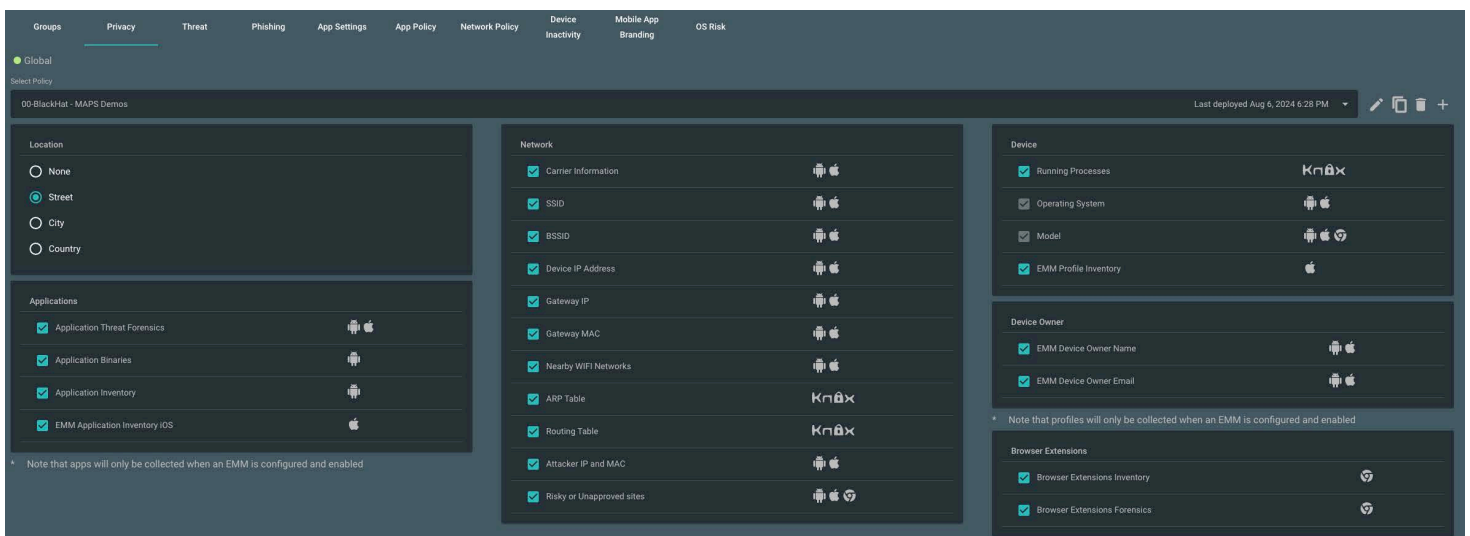 Groups
Privacy
Threat
Phishing
App Settings
App Policy
Network Policy
Device
Inactivity
Mobile App
Branding
OS Risk
Global
Select Policy
00-BlackHat - MAPS Demos
Last deployed Aug 6, 2024 6:28 PM
Location
None
Street
City
Country
Applications
Application Threat Forensics
Application Binaries
Application Inventory
EMM Application Inventory iOS
* Note that apps will only be collected when an EMM is configured and enabled
Network
Carrier Information
SSID
BSSID
Device IP Address
Gateway IP
Gateway MAC
Nearby WIFI Networks
ARP Table Knox
Routing Table Knox
Attacker IP and MAC
Risky or Unapproved sites
Device
Running Processes Knox
Operating System
Model
EMM Profile Inventory
Device Owner
EMM Device Owner Name
EMM Device Owner Email
* Note that profiles will only be collected when an EMM is configured and enabled
Browser Extensions
Browser Extensions Inventory
Browser Extensions Forensics